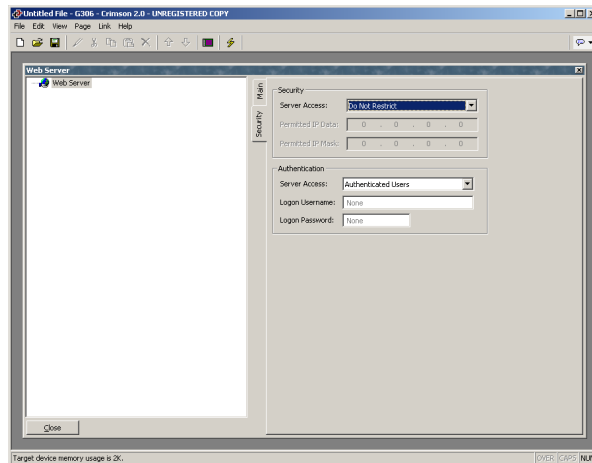 Untitled File - G306 - Crimson 2.0 - UNREGISTERED COPY
File Edit View Page Link Help
Web Server
Web Server
Main
Security
Security
Server Access: Do Not Restrict
Permitted IP Data: 0 . 0 . 0 . 0
Permitted IP Mask: 0 . 0 . 0 . 0
Authentication
Server Access: Authenticated Users
Logon Username: None
Logon Password: None
Close
Target device memory usage is 2K.
OVER CAPS NUM